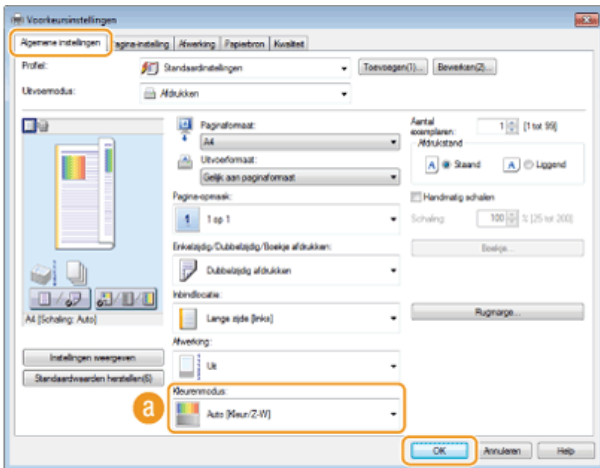 Voorkeursinstellingen
Algemene instellingen Pagina-instelling Afwerking Papierbron Kwaliteit
Profiel: Standaardinstellingen Toevoegen(1)... Bewerken(2)...
Uitvoermodus: Afdrukken
Paginaformaat:
A4
Uitvoerformaat:
Gelijk aan paginaformaat
Pagina-opmaak:
1 1 op 1
Enkelzijdig/Dubbelzijdig/Boekje afdrukken:
Dubbelzijdig afdrukken
Inbindlocatie:
Lange zijde [links]
Afwerking:
Uit
Kleurenmodus:
a Auto [Kleur/Z-W]
Aantal exemplaren: 1 [1 tot 99]
Afdrukstand
A Staand A Liggend
Handmatig schalen
Schaling: 100 % [25 tot 200]
Boekje...
Rugmarge...
A4 [Schaling: Auto]
Instellingen weergeven
Standaardwaarden herstellen(6)
OK Annuleren Help